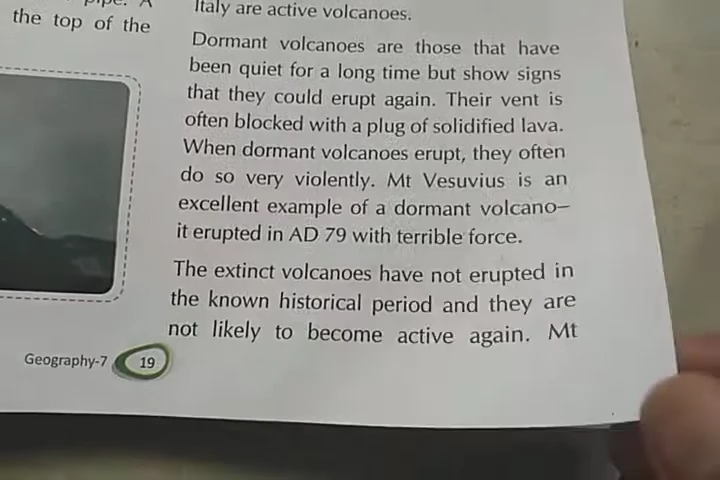 the top of the
Italy are active volcanoes.
Dormant volcanoes are those that have
been quiet for a long time but show signs
that they could erupt again. Their vent is
often blocked with a plug of solidified lava.
When dormant volcanoes erupt, they often
do so very violently. Mt Vesuvius is an
excellent example of a dormant volcano–
it erupted in AD 79 with terrible force.
The extinct volcanoes have not erupted in
the known historical period and they are
not likely to become active again. Mt
Geography-7 19